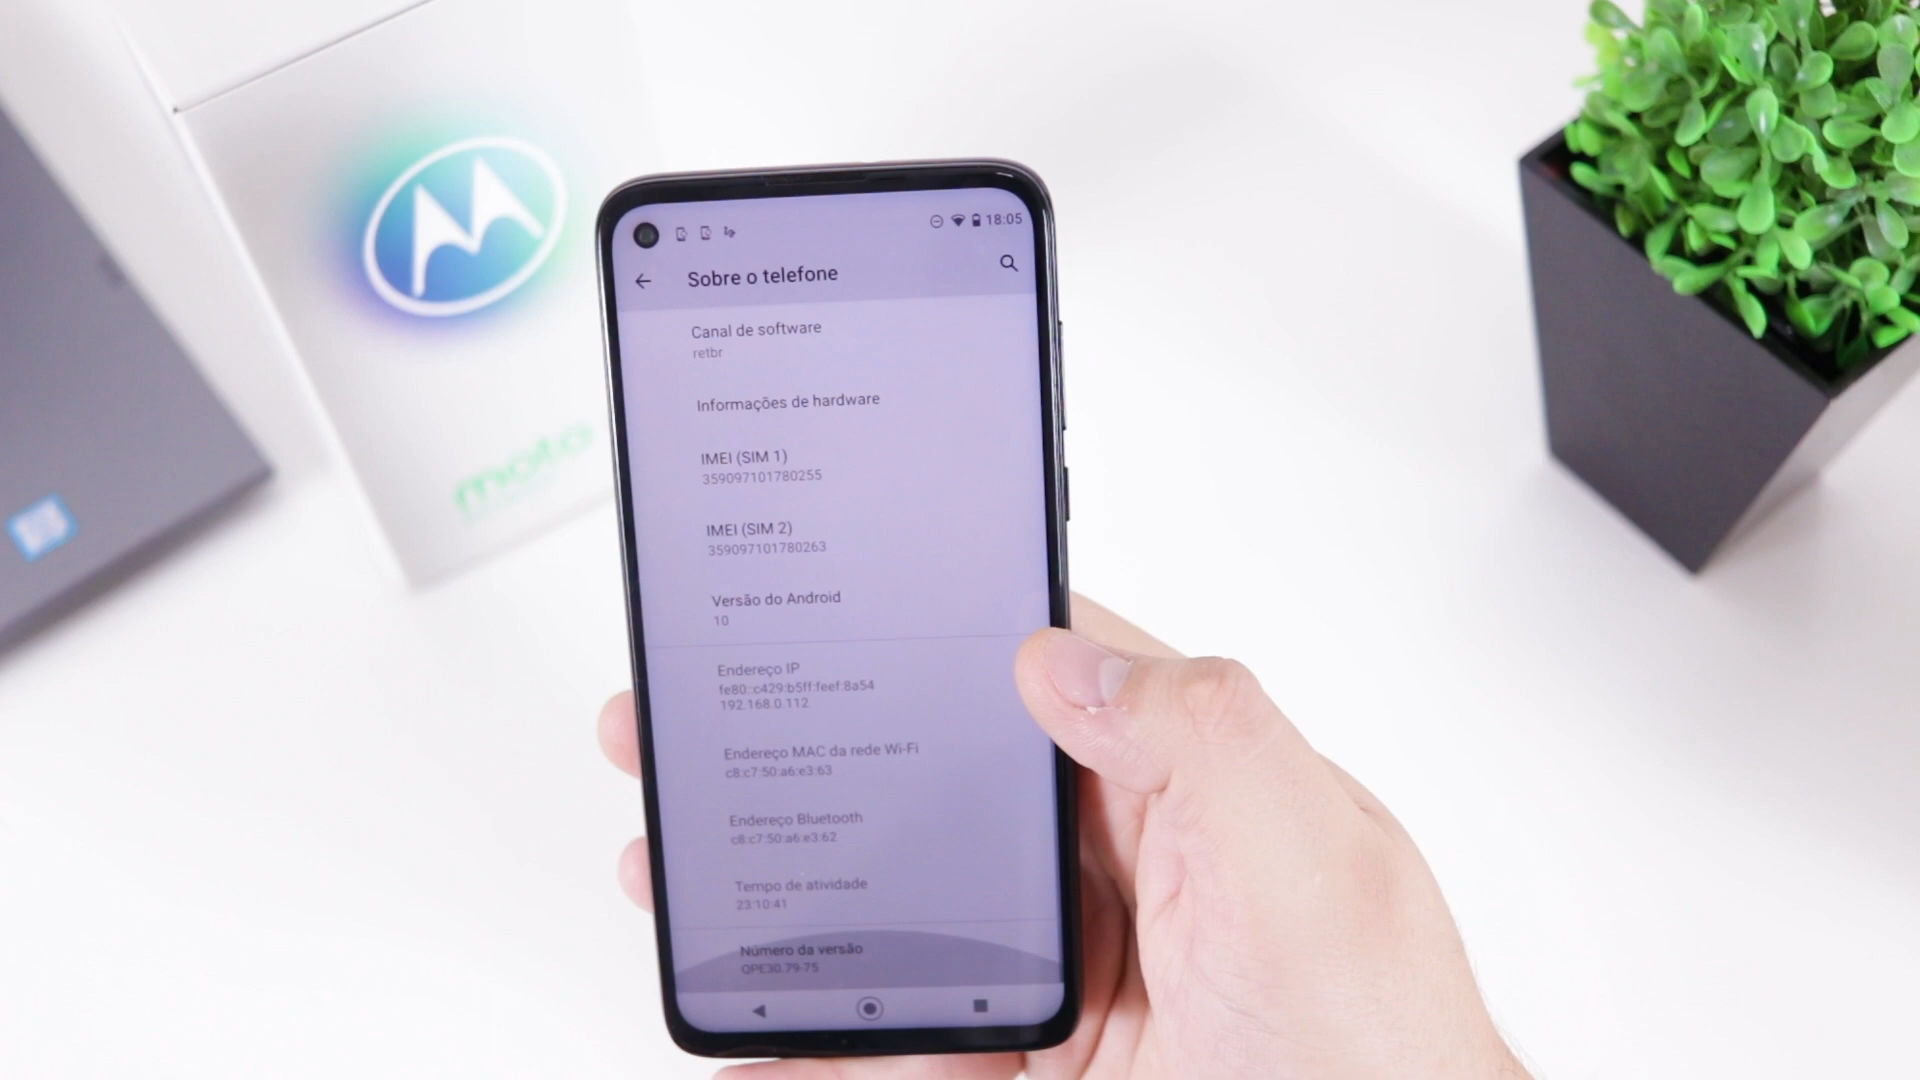 moto
18:05
Sobre o telefone
Canal de software
retbr
Informações de hardware
IMEI (SIM 1)
359097101780255
IMEI (SIM 2)
359097101780263
Versão do Android
10
Endereço IP
fe80::c429:b5ff:feef:8a54
192.168.0.112
Endereço MAC da rede Wi-Fi
c8:c7:50:a6:e3:63
Endereço Bluetooth
c8:c7:50:a6:e3:62
Tempo de atividade
23:10:41
Número da versão
QPE30.79-75